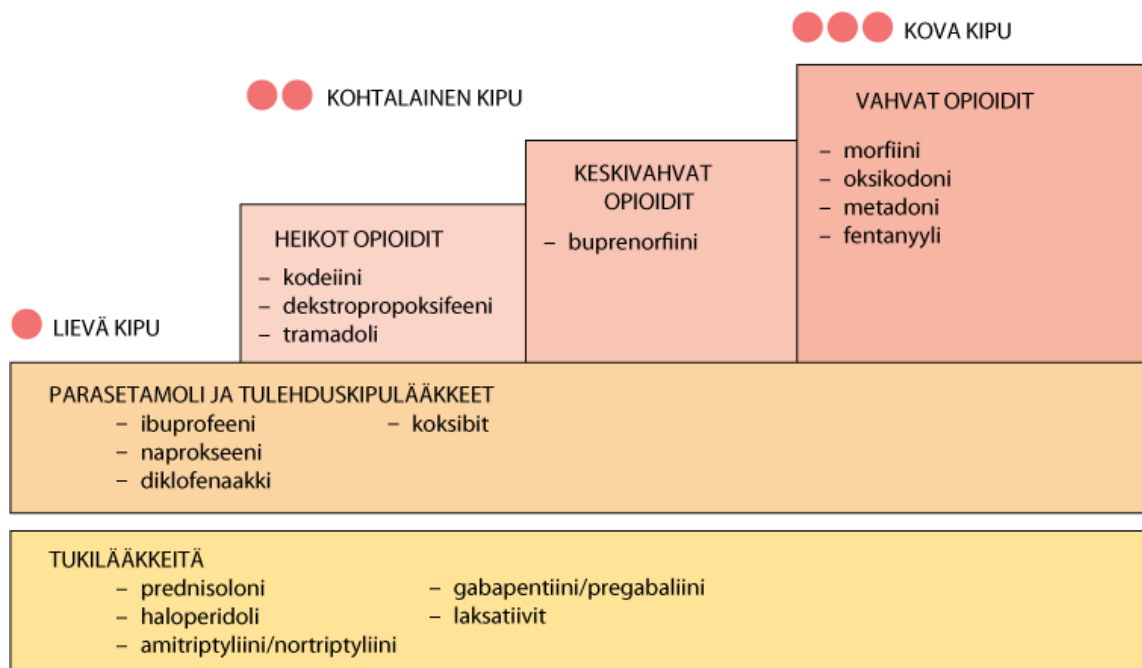 KOVA KIPU
KOHTALAINEN KIPU
VAHVAT OPIOIDIT
– morfiini
– oksikodoni
– metadoni
– fentanyyli
KESKIVAHVAT
OPIOIDIT
– buprenorfiini
HEIKOT OPIOIDIT
– kodeiini
– dekstropropoksifeeni
– tramadoli
LIEVÄ KIPU
PARASETAMOLI JA TULEHDUSKIPULÄÄKKEET
– ibuprofeeni
– naprokseeni
– diklofenaakki
– koksibit
TUKILÄÄKKEITÄ
– prednisoloni
– haloperidoli
– amitriptyliini/nortriptyliini
– gabapentiini/pregabaliini
– laksatiivit